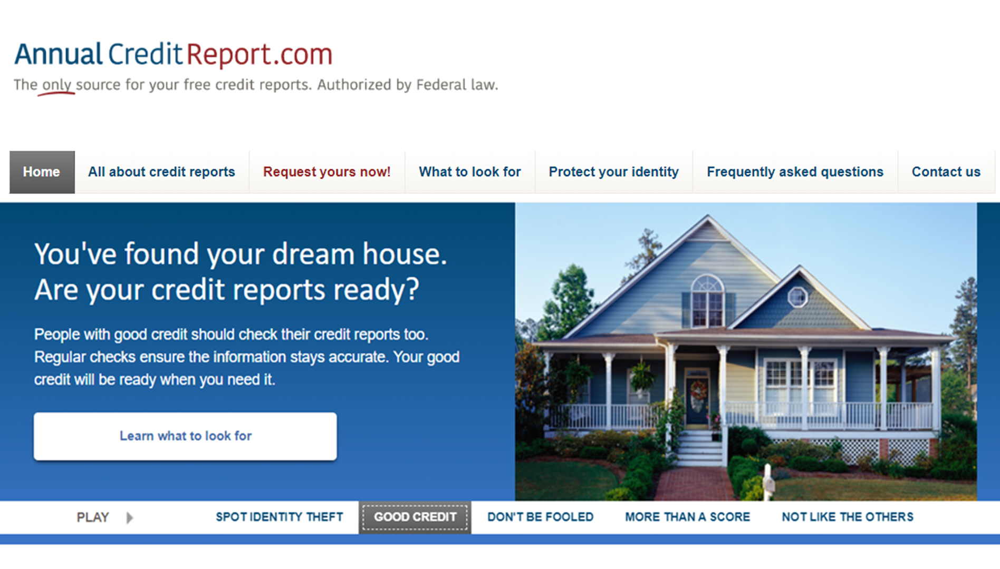 AnnualCreditReport.com
The only source for your free credit reports. Authorized by Federal law.
Home
All about credit reports
Request yours now!
What to look for
Protect your identity
Frequently asked questions
Contact us
You've found your dream house.
Are your credit reports ready?
People with good credit should check their credit reports too.
Regular checks ensure the information stays accurate. Your good
credit will be ready when you need it.
Learn what to look for
PLAY
SPOT IDENTITY THEFT
GOOD CREDIT
DON'T BE FOOLED
MORE THAN A SCORE
NOT LIKE THE OTHERS